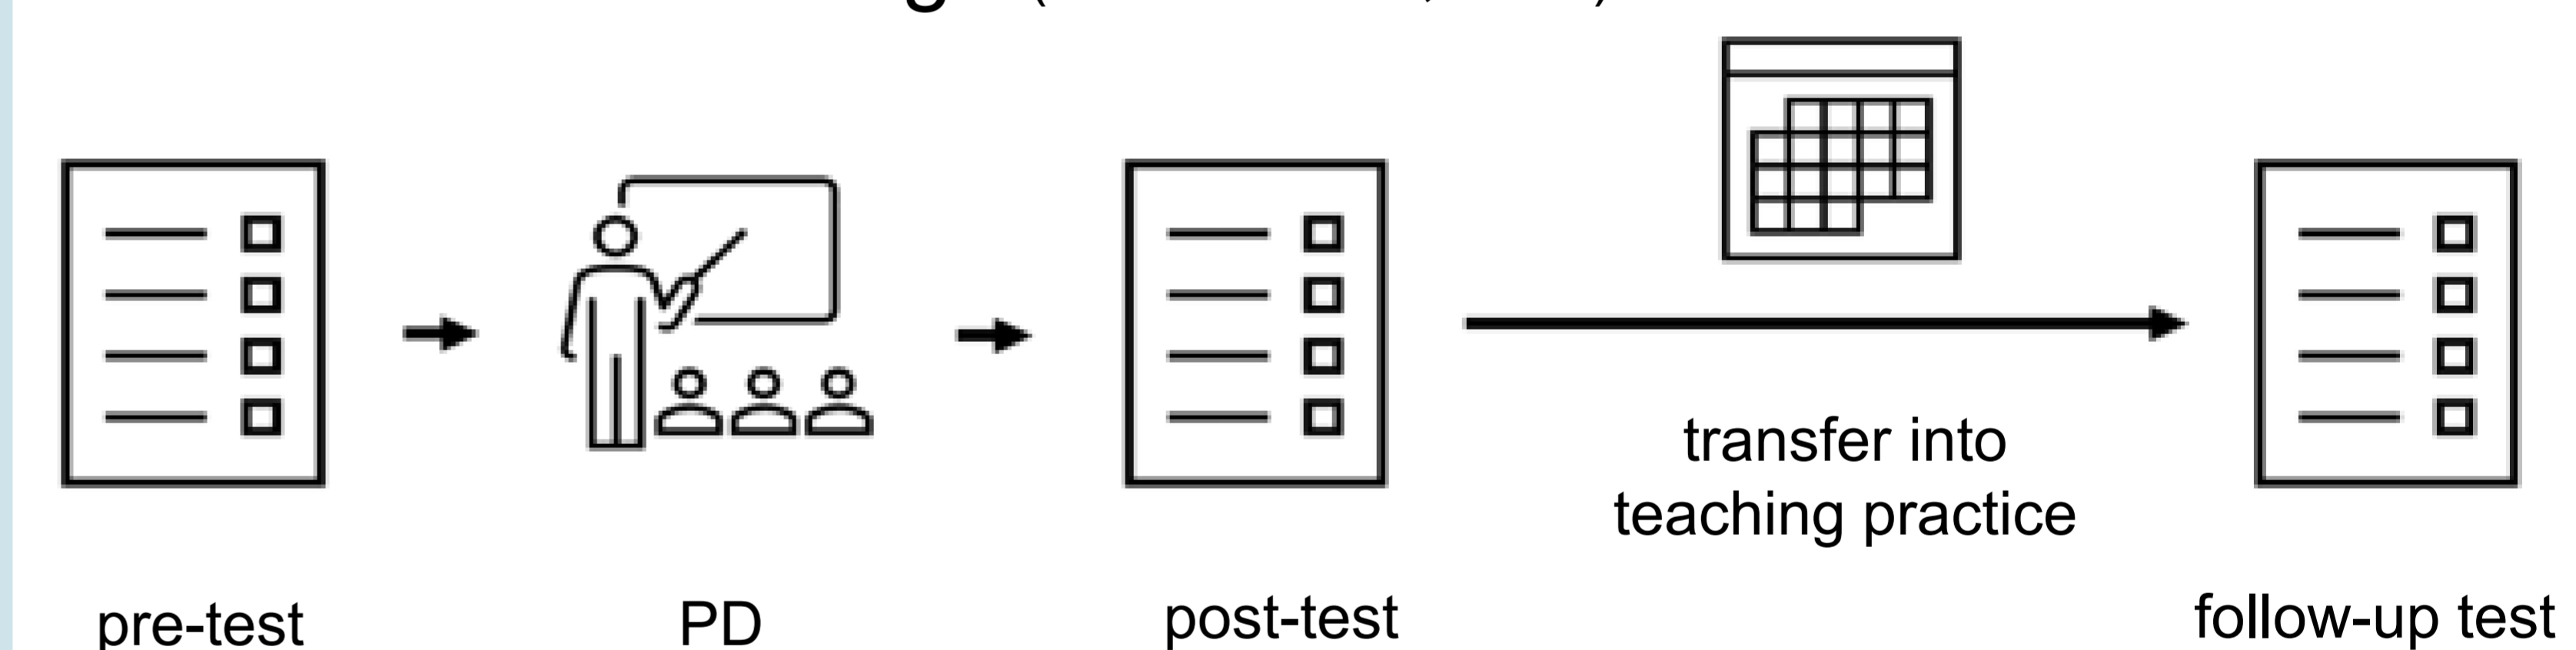 transfer into
teaching practice
pre-test
PD
post-test
follow-up test